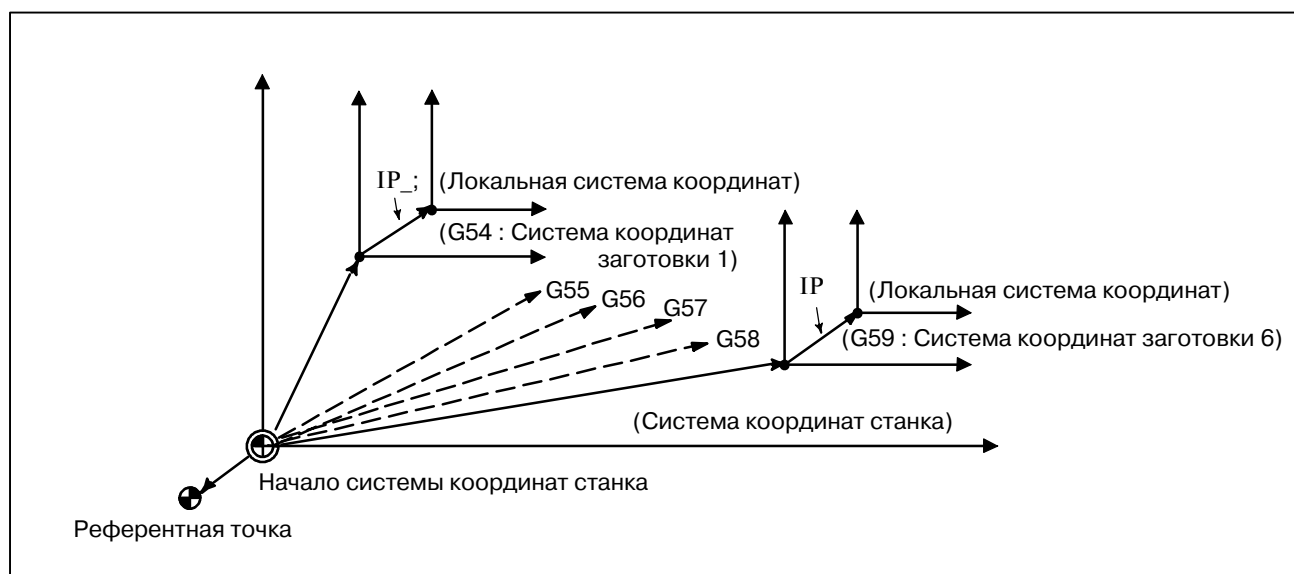 IP_;
(Локальная система координат)
(G54 : Система координат
заготовки 1)
G55
G56
G57
G58
IP
(Локальная система координат)
(G59 : Система координат заготовки 6)
(Система координат станка)
Начало системы координат станка
Референтная точка